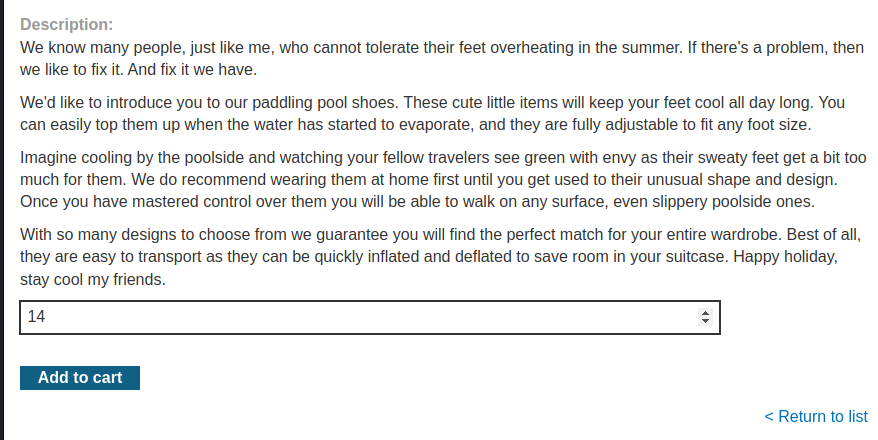 Description:
We know many people, just like me, who cannot tolerate their feet overheating in the summer. If there's a problem, then
we like to fix it. And fix it we have.
We'd like to introduce you to our paddling pool shoes. These cute little items will keep your feet cool all day long. You
can easily top them up when the water has started to evaporate, and they are fully adjustable to fit any foot size.
Imagine cooling by the poolside and watching your fellow travelers see green with envy as their sweaty feet get a bit too
much for them. We do recommend wearing them at home first until you get used to their unusual shape and design.
Once you have mastered control over them you will be able to walk on any surface, even slippery poolside ones.
With so many designs to choose from we guarantee you will find the perfect match for your entire wardrobe. Best of all,
they are easy to transport as they can be quickly inflated and deflated to save room in your suitcase. Happy holiday,
stay cool my friends.
14
Add to cart
< Return to list